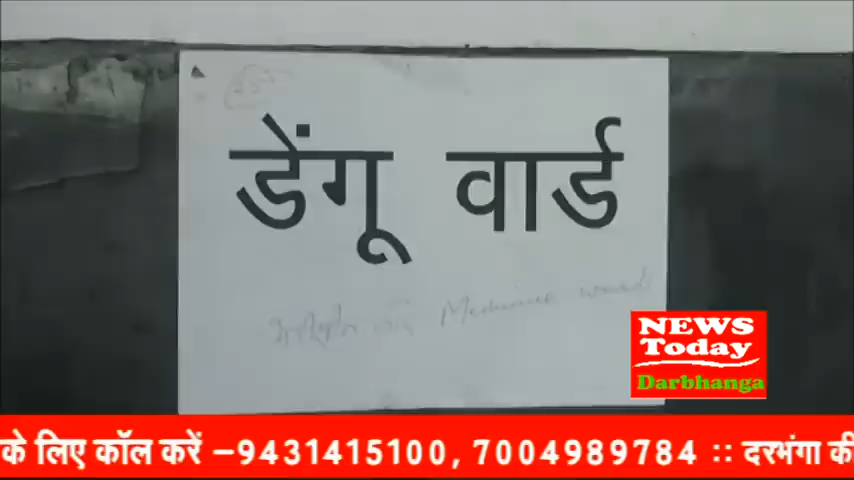 डेंगू वार्ड
Medicine ward
NEWS
Today
Darbhanga
के लिए कॉल करें –9431415100, 7004989784 :: दरभंगा की